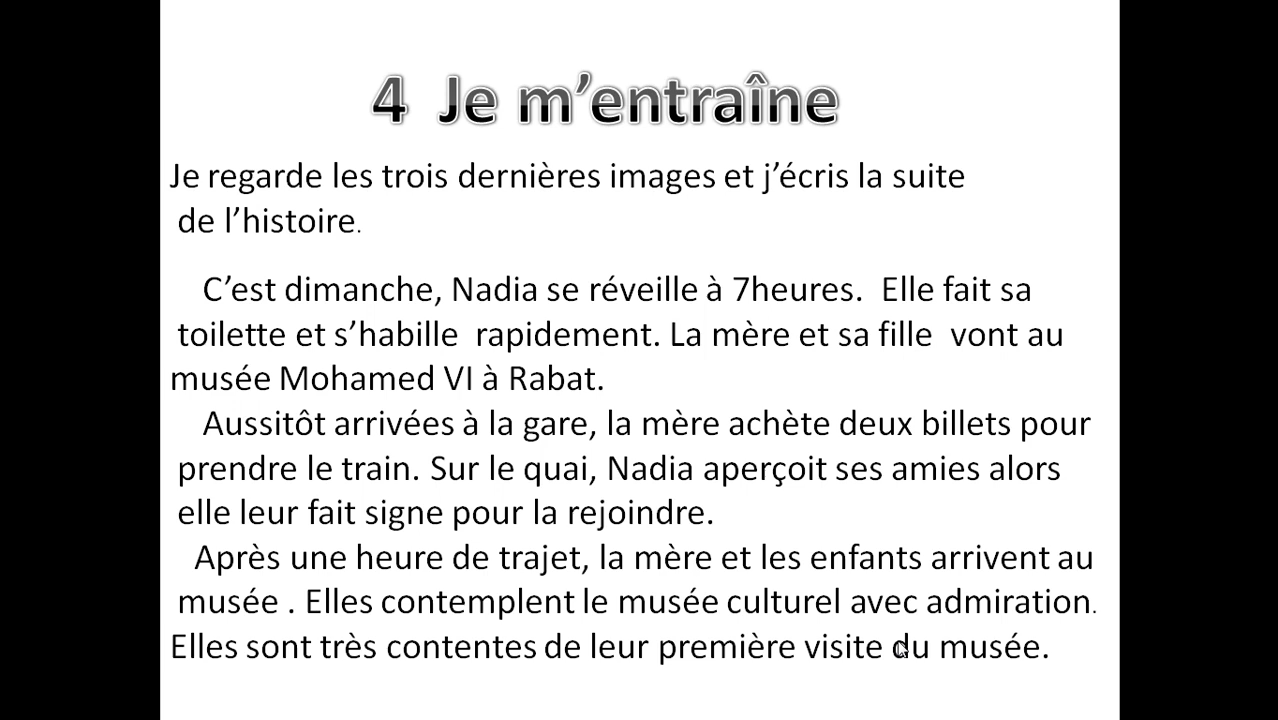 4 Je m’entraîne
Je regarde les trois dernières images et j’écris la suite
de l’histoire.
C’est dimanche, Nadia se réveille à 7heures. Elle fait sa
toilette et s’habille rapidement. La mère et sa fille vont au
musée Mohamed VI à Rabat.
Aussitôt arrivées à la gare, la mère achète deux billets pour
prendre le train. Sur le quai, Nadia aperçoit ses amies alors
elle leur fait signe pour la rejoindre.
Après une heure de trajet, la mère et les enfants arrivent au
musée . Elles contemplent le musée culturel avec admiration.
Elles sont très contentes de leur première visite du musée.